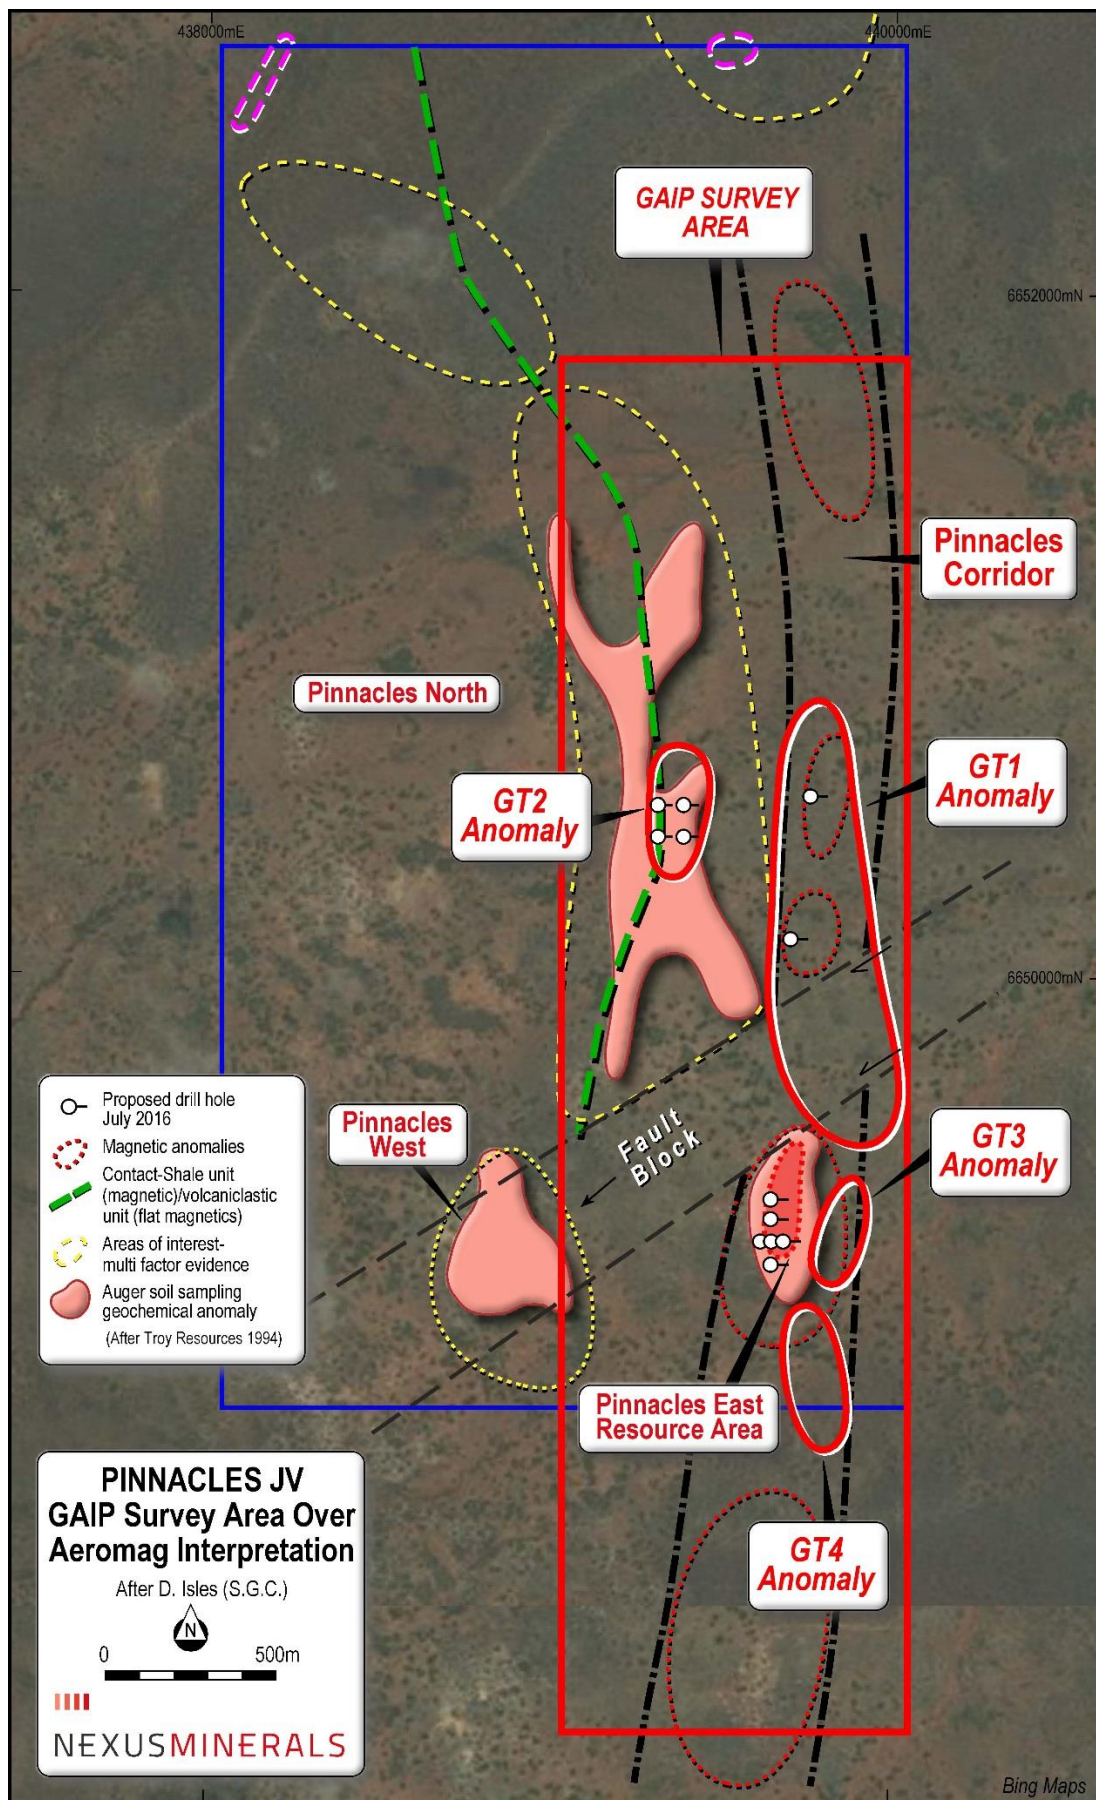 438000mE
440000mE
GAIP SURVEY
AREA
6652000mN
Pinnacles
Corridor
Pinnacles North
GT1
Anomaly
GT2
Anomaly
6650000mN
Proposed drill hole
July 2016
Magnetic anomalies
Contact-Shale unit
(magnetic)/volcaniclastic
unit (flat magnetics)
Areas of interest-
multi factor evidence
Auger soil sampling
geochemical anomaly
(After Troy Resources 1994)
Pinnacles
West
Fault
Block
GT3
Anomaly
Pinnacles East
Resource Area
GT4
Anomaly
PINNACLES JV
GAIP Survey Area Over
Aeromag Interpretation
After D. Isles (S.G.C.)
N
0 500m
NEXUSMINERALS
Bing Maps